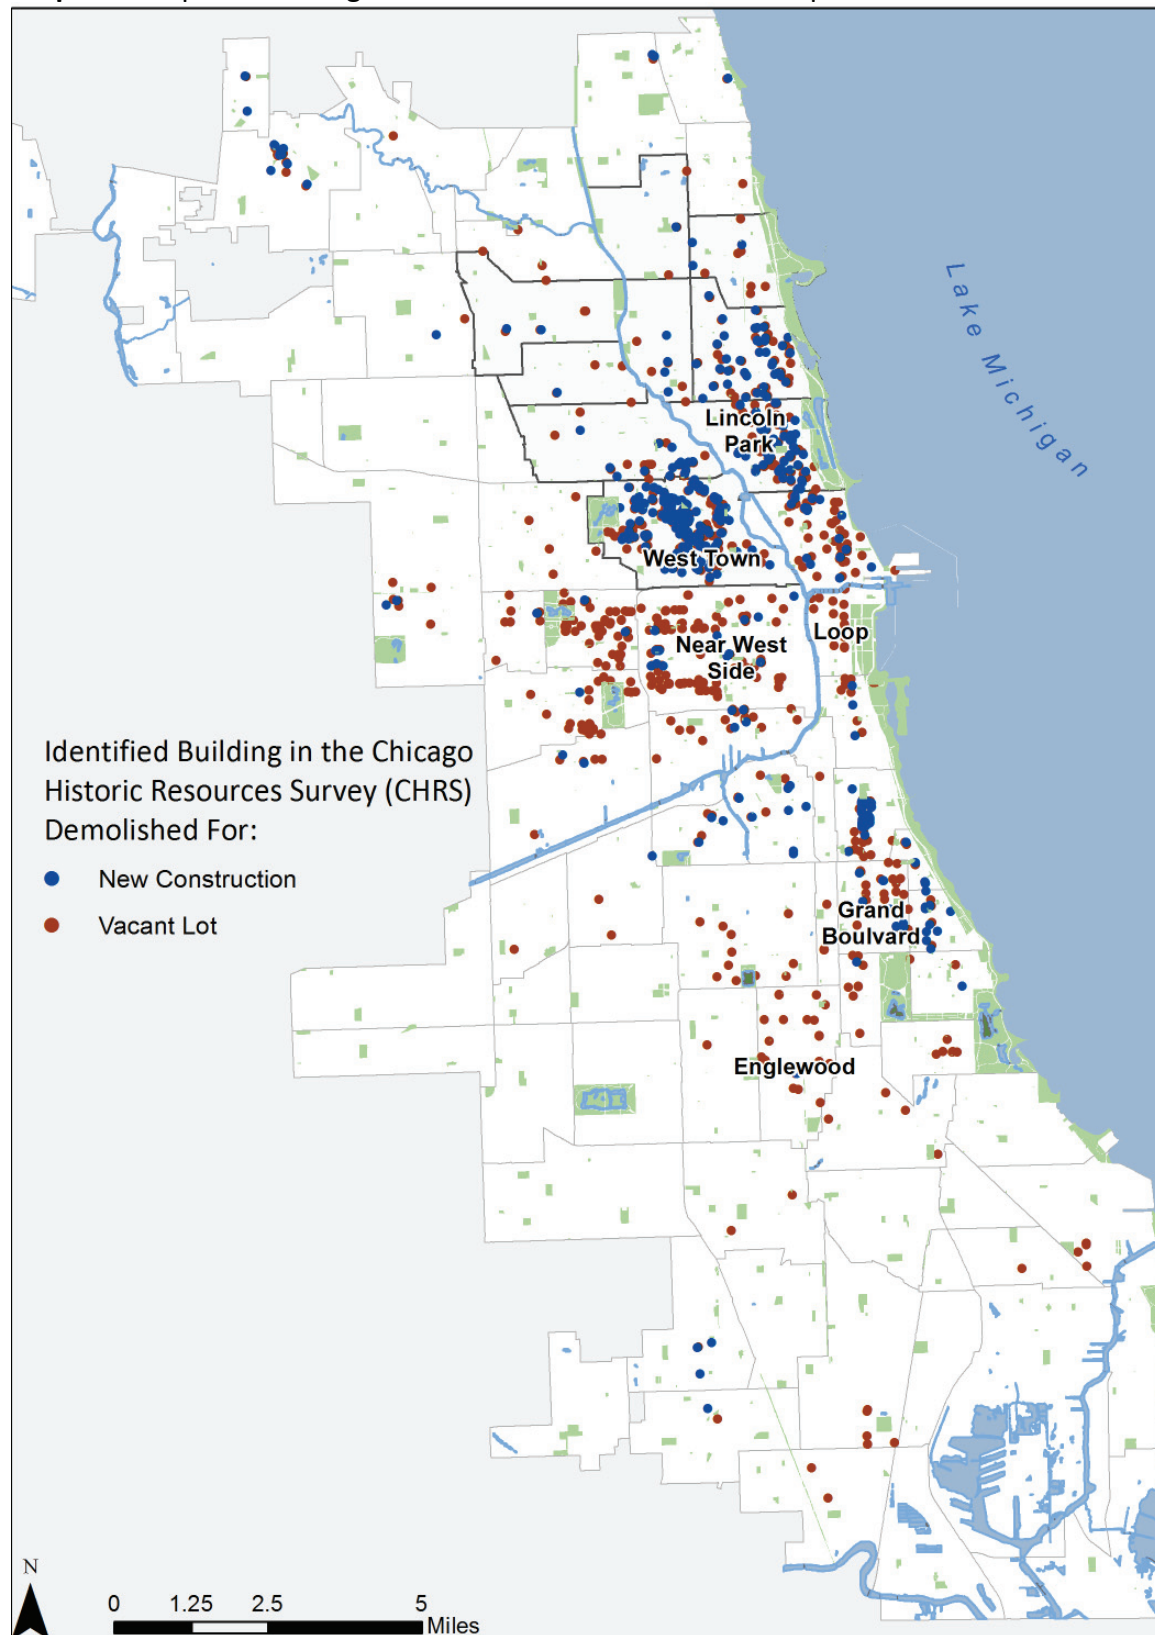 Lake Michigan
Lincoln
Park
West Town
Near West
Side
Loop
Identified Building in the Chicago
Historic Resources Survey (CHRS)
Demolished For:
New Construction
Vacant Lot
Grand
Boulvard
Englewood
N
0 1.25 2.5 5
Miles